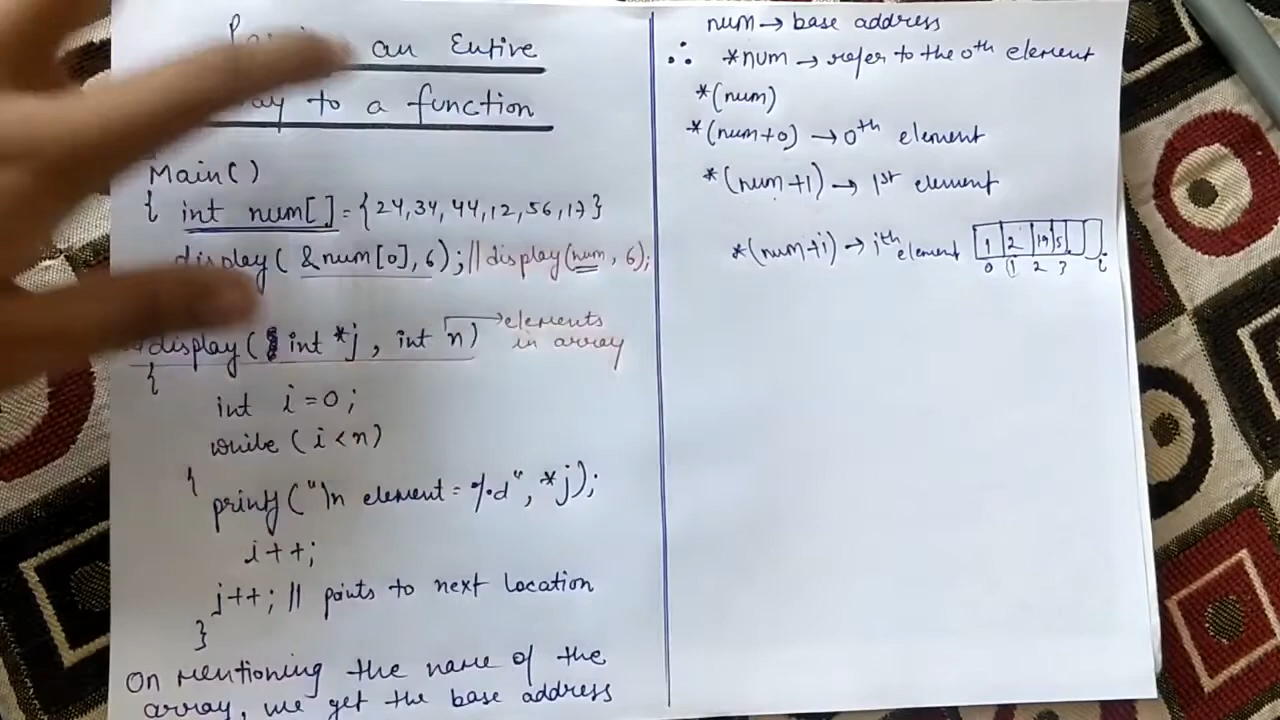 an Entire
to a function
Main()
{ int num[] = {24,34,44,12,56,17}
display( &num[0], 6); // display(num, 6);
display( int *j, int n) → elements in array
{
int i=0;
while (i<n)
{ printf("\n element = %d", *j);
i++;
j++; // points to next location
}
On mentioning the name of the
array, we get the base address
num → base address
∴ *num → refer to the 0th element
*(num)
*(num+0) → 0th element
*(num+1) → 1st element
*(num+i) → ith element
1 2 19 5
0 1 2 3 i